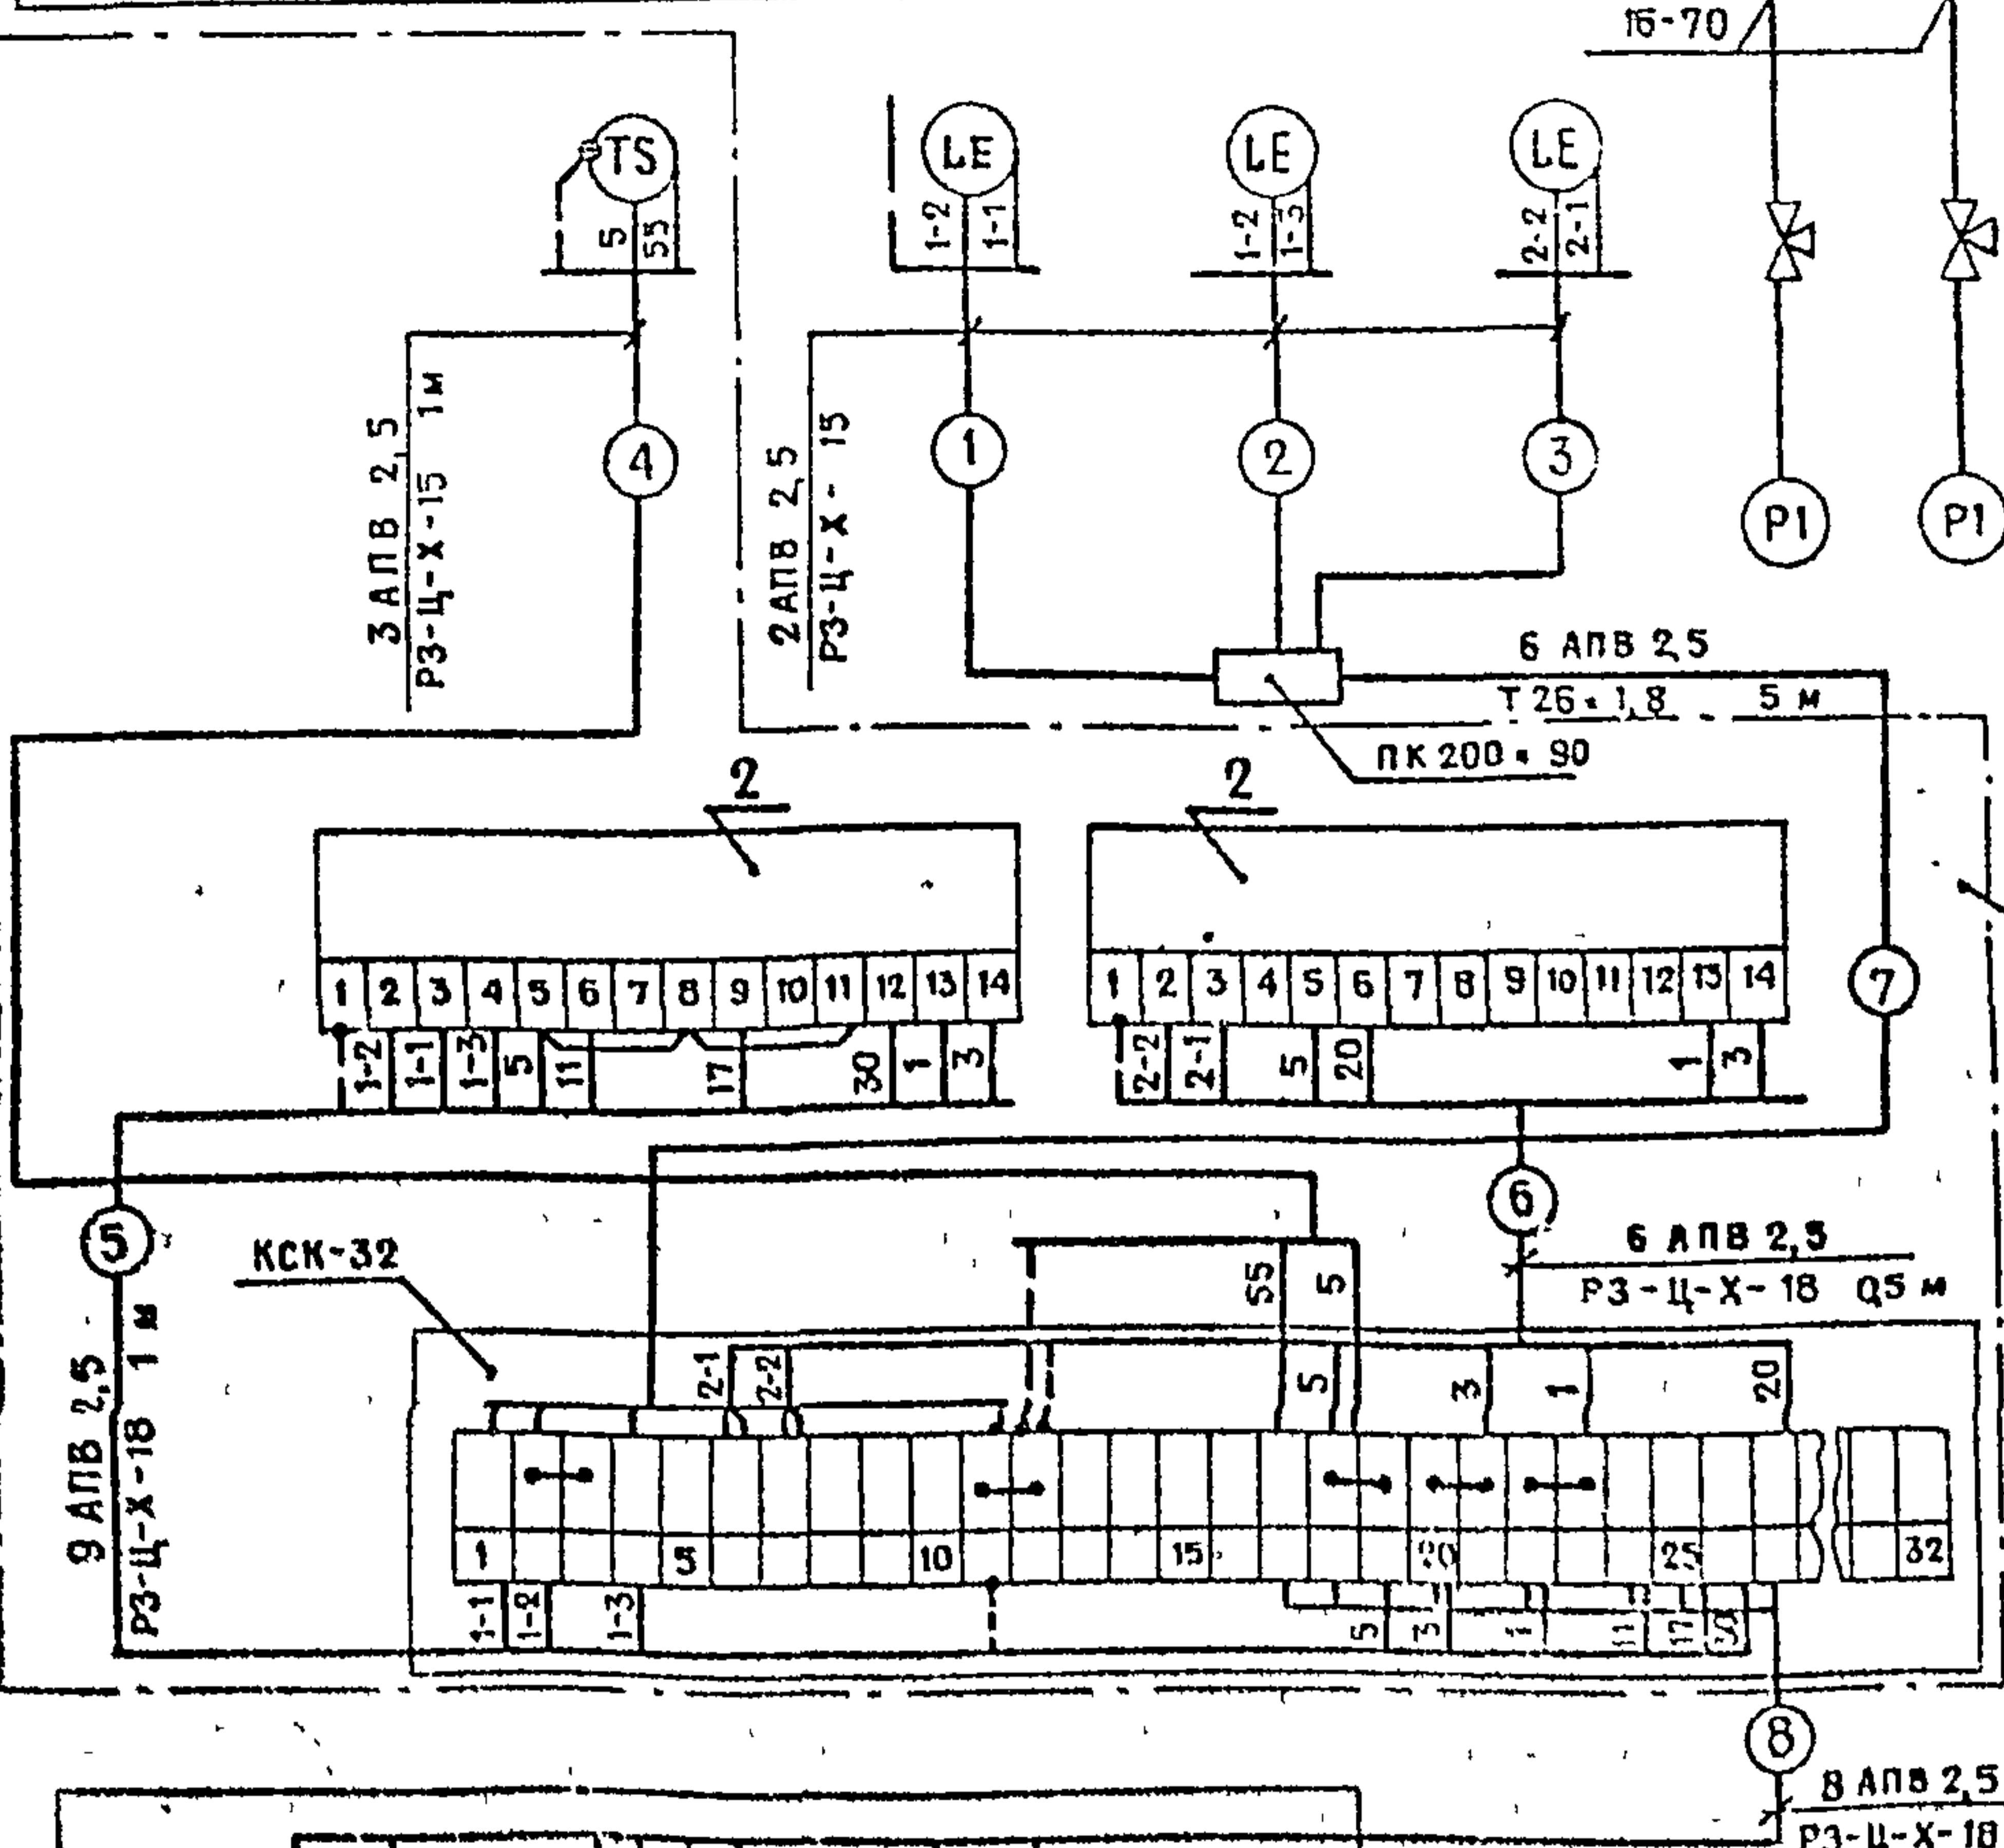 16-70
TS
LE
LE
LE
5
55
1-2
1-1
1-2
1-3
2-2
2-1
3 АПВ 2,5
РЗ-Ц-Х-15 1м
2 АПВ 2,5
РЗ-Ц-Х- 15
4
1
2
3
PI
PI
6 АПВ 2,5
Т 26×1,8 5 м
ПК 200×90
2
2
1 2 3 4 5 6 7 8 9 10 11 12 13 14
1 2 3 4 5 6 7 8 9 10 11 12 13 14
7
1-2 1-1 1-3 5 11 17 30 1 3
2-2 2-1 5 20 1 3
5
6
КСК-32
6 АПВ 2,5
РЗ-Ц-Х-18 0,5 м
55 5
2-1 2-2 5 3 1 20
9 АПВ 2,5
РЗ-Ц-Х-18 1 м
1 5 10 15 20 25 32
1-1 1-2 1-3 5 11 17
8
8 АПВ 2,5
РЗ-Ц-Х-18